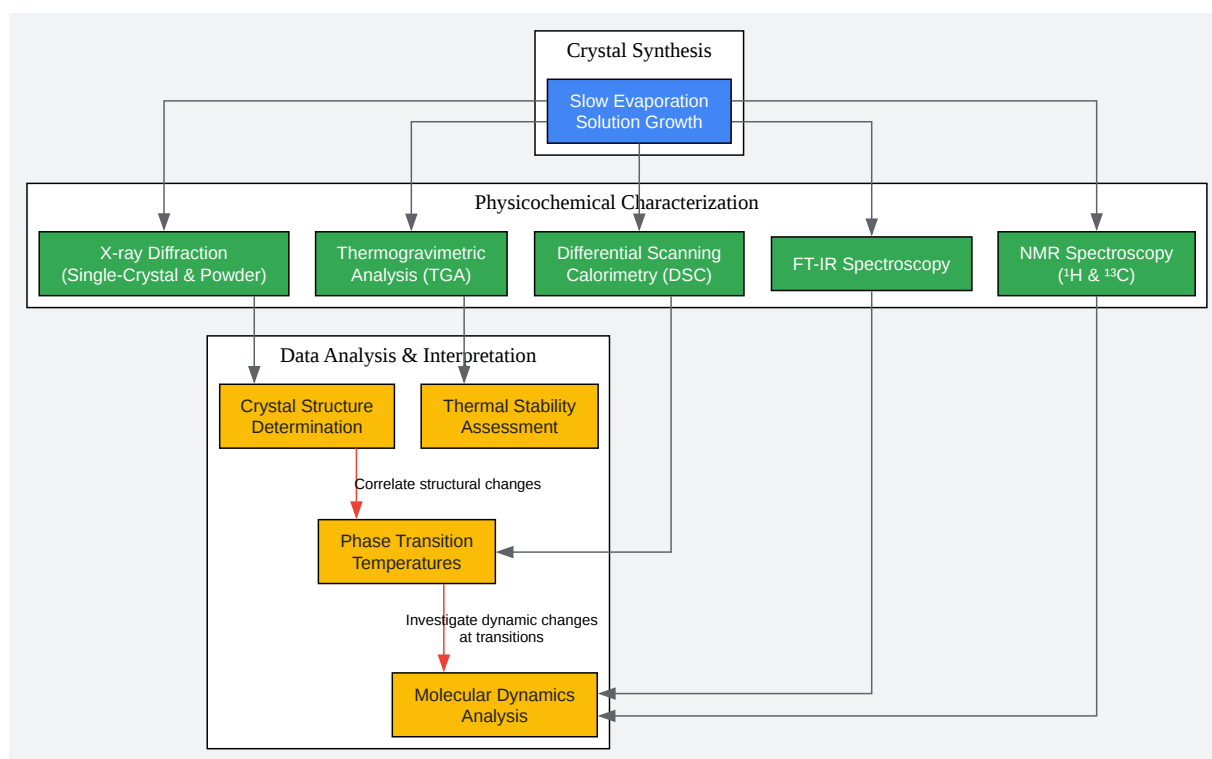 Crystal Synthesis
Slow Evaporation
Solution Growth
Physicochemical Characterization
X-ray Diffraction
(Single-Crystal & Powder)
Thermogravimetric
Analysis (TGA)
Differential Scanning
Calorimetry (DSC)
FT-IR Spectroscopy
NMR Spectroscopy
(¹H & ¹³C)
Data Analysis & Interpretation
Crystal Structure
Determination
Thermal Stability
Assessment
Correlate structural changes
Phase Transition
Temperatures
Investigate dynamic changes
at transitions
Molecular Dynamics
Analysis